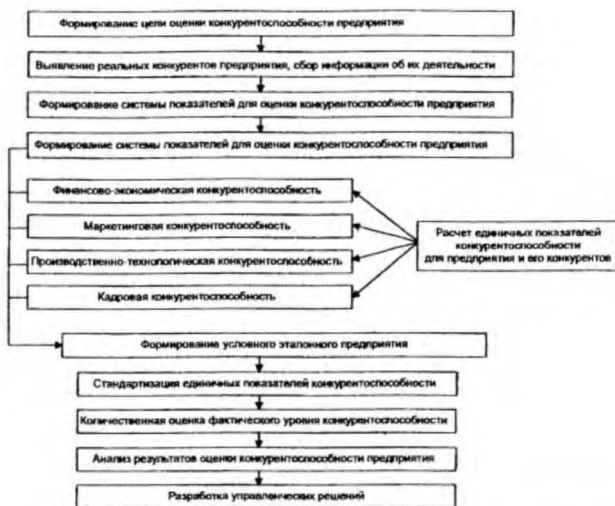 Формирование цели оценки конкурентоспособности предприятия
Выявление реальных конкурентов предприятия, сбор информации об их деятельности
Формирование системы показателей для оценки конкурентоспособности предприятия
Формирование системы показателей для оценки конкурентоспособности предприятия
Финансово-экономическая конкурентоспособность
Маркетинговая конкурентоспособность
Производственно-технологическая конкурентоспособность
Кадровая конкурентоспособность
Расчет единичных показателей
конкурентоспособности
для предприятия и его конкурентов
Формирование условного эталонного предприятия
Стандартизация единичных показателей конкурентоспособности
Количественная оценка фактического уровня конкурентоспособности
Анализ результатов оценки конкурентоспособности предприятия
Разработка управленческих решений